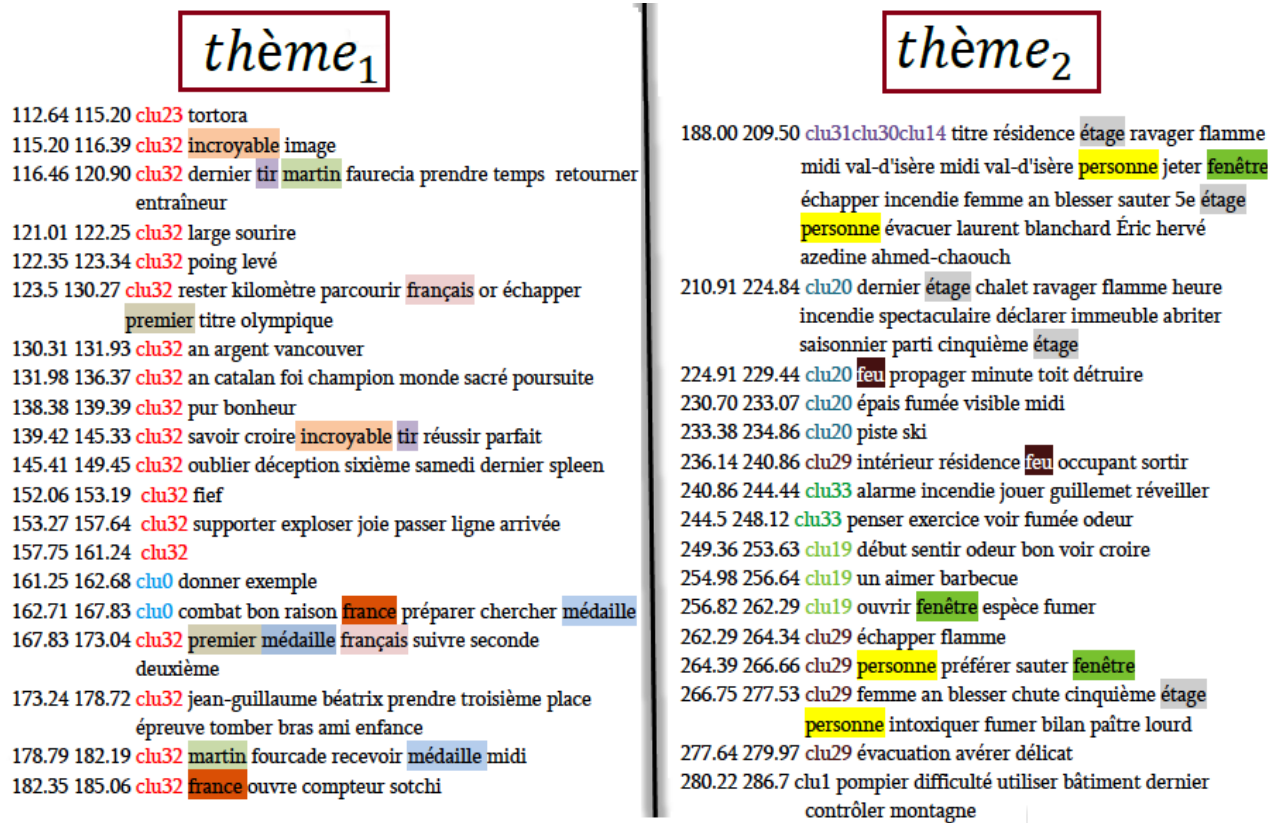 thème₁
112.64 115.20 clu23 tortora
115.20 116.39 clu32 incroyable image
116.46 120.90 clu32 dernier tir martin faurecia prendre temps retourner
entraîneur
121.01 122.25 clu32 large sourire
122.35 123.34 clu32 poing levé
123.5 130.27 clu32 rester kilomètre parcourir français or échapper
premier titre olympique
130.31 131.93 clu32 an argent vancouver
131.98 136.37 clu32 an catalan foi champion monde sacré poursuite
138.38 139.39 clu32 pur bonheur
139.42 145.33 clu32 savoir croire incroyable tir réussir parfait
145.41 149.45 clu32 oublier déception sixième samedi dernier spleen
152.06 153.19 clu32 fief
153.27 157.64 clu32 supporter exploser joie passer ligne arrivée
157.75 161.24 clu32
161.25 162.68 clu0 donner exemple
162.71 167.83 clu0 combat bon raison france préparer chercher médaille
167.83 173.04 clu32 premier médaille français suivre seconde
deuxième
173.24 178.72 clu32 jean-guillaume béatrix prendre troisième place
épreuve tomber bras ami enfance
178.79 182.19 clu32 martin fourcade recevoir médaille midi
182.35 185.06 clu32 france ouvre compteur sotchi
thème₂
188.00 209.50 clu31clu30clu14 titre résidence étage ravager flamme
midi val-d'isère midi val-d'isère personne jeter fenêtre
échapper incendie femme an blesser sauter 5e étage
personne évacuer laurent blanchard Éric hervé
azedine ahmed-chaouch
210.91 224.84 clu20 dernier étage chalet ravager flamme heure
incendie spectaculaire déclarer immeuble abriter
saisonnier parti cinquième étage
224.91 229.44 clu20 feu propager minute toit détruire
230.70 233.07 clu20 épais fumée visible midi
233.38 234.86 clu20 piste ski
236.14 240.86 clu29 intérieur résidence feu occupant sortir
240.86 244.44 clu33 alarme incendie jouer guillemet réveiller
244.5 248.12 clu33 penser exercice voir fumée odeur
249.36 253.63 clu19 début sentir odeur bon voir croire
254.98 256.64 clu19 un aimer barbecue
256.82 262.29 clu19 ouvrir fenêtre espèce fumer
262.29 264.34 clu29 échapper flamme
264.39 266.66 clu29 personne préférer sauter fenêtre
266.75 277.53 clu29 femme an blesser chute cinquième étage
personne intoxiquer fumer bilan paître lourd
277.64 279.97 clu29 évacuation avérer délicat
280.22 286.7 clu1 pompier difficulté utiliser bâtiment dernier
contrôler montagne